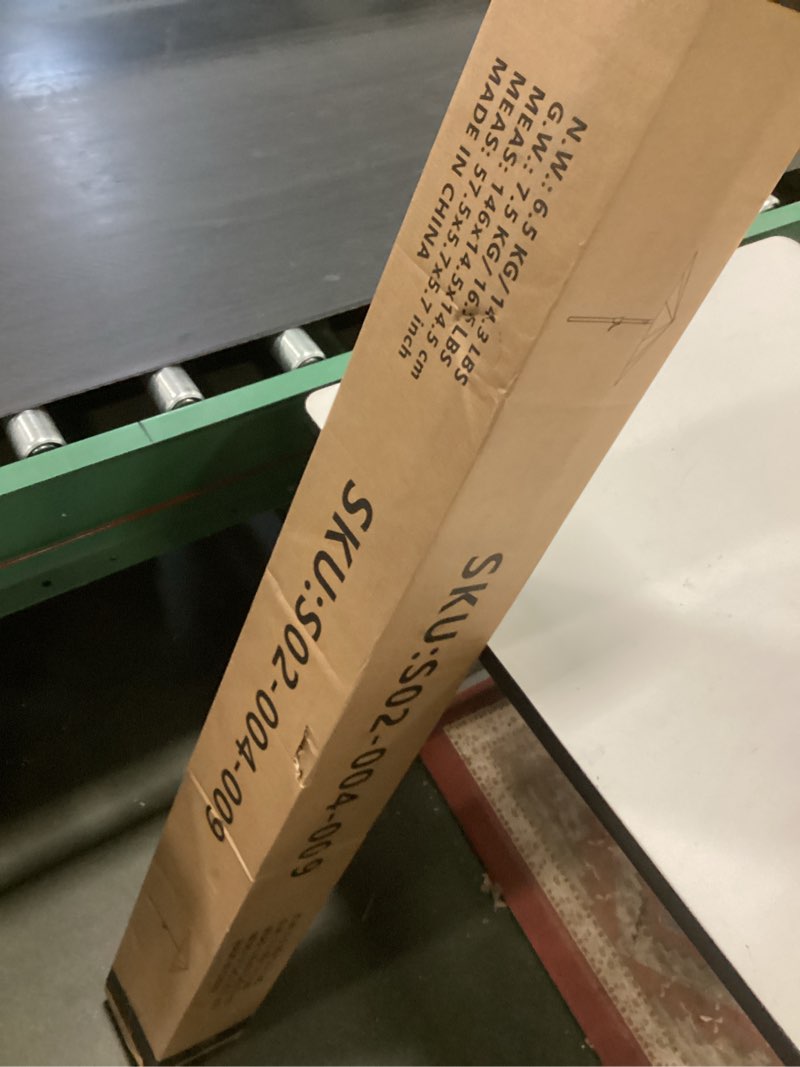 N.W.: 6.5 KG/14.3 LBS
G.W.: 7.5 KG/16.5 LBS
MEAS: 146x14.5x14.5 cm
MEAS: 57.5x5.7x5.7 inch
MADE IN CHINA
SKU:S02-004-009
SKU:S02-004-009